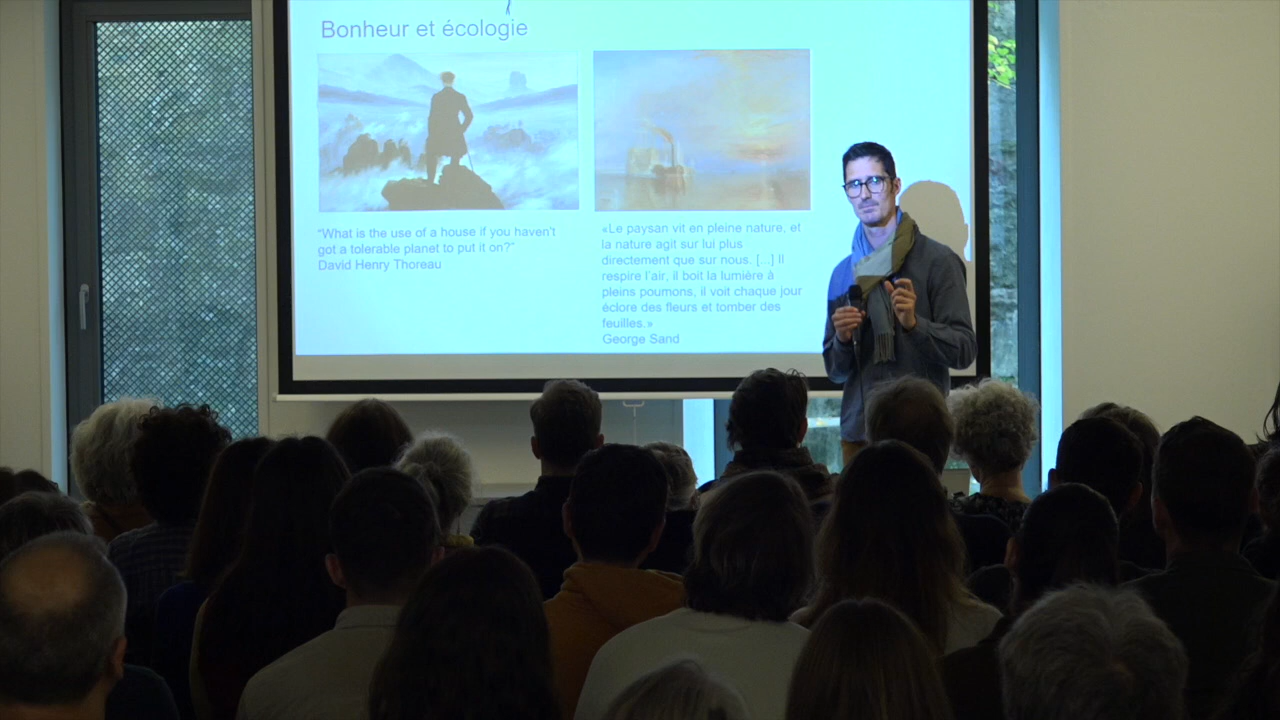 Bonheur et écologie
“What is the use of a house if you haven't
got a tolerable planet to put it on?”
David Henry Thoreau
«Le paysan vit en pleine nature, et
la nature agit sur lui plus
directement que sur nous. [...] Il
respire l'air, il boit la lumière à
pleins poumons, il voit chaque jour
éclore des fleurs et tomber des
feuilles.»
George Sand